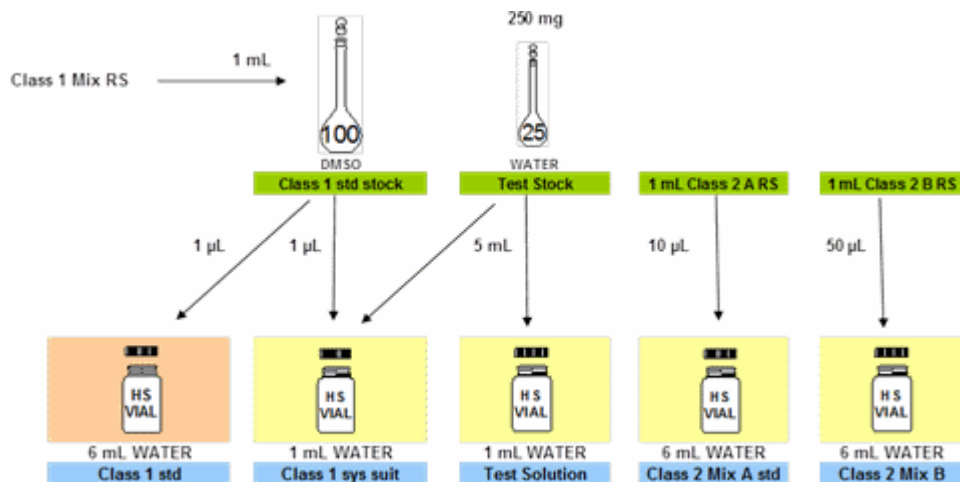 250 mg
1 mL
Class 1 Mix RS
100
25
DMSO
WATER
Class 1 std stock
Test Stock
1 mL Class 2 A RS
1 mL Class 2 B RS
1 µL
1 µL
5 mL
10 µL
50 µL
HS
VIAL
HS
VIAL
HS
VIAL
HS
VIAL
HS
VIAL
6 mL WATER
1 mL WATER
1 mL WATER
6 mL WATER
6 mL WATER
Class 1 std
Class 1 sys suit
Test Solution
Class 2 Mix A std
Class 2 Mix B